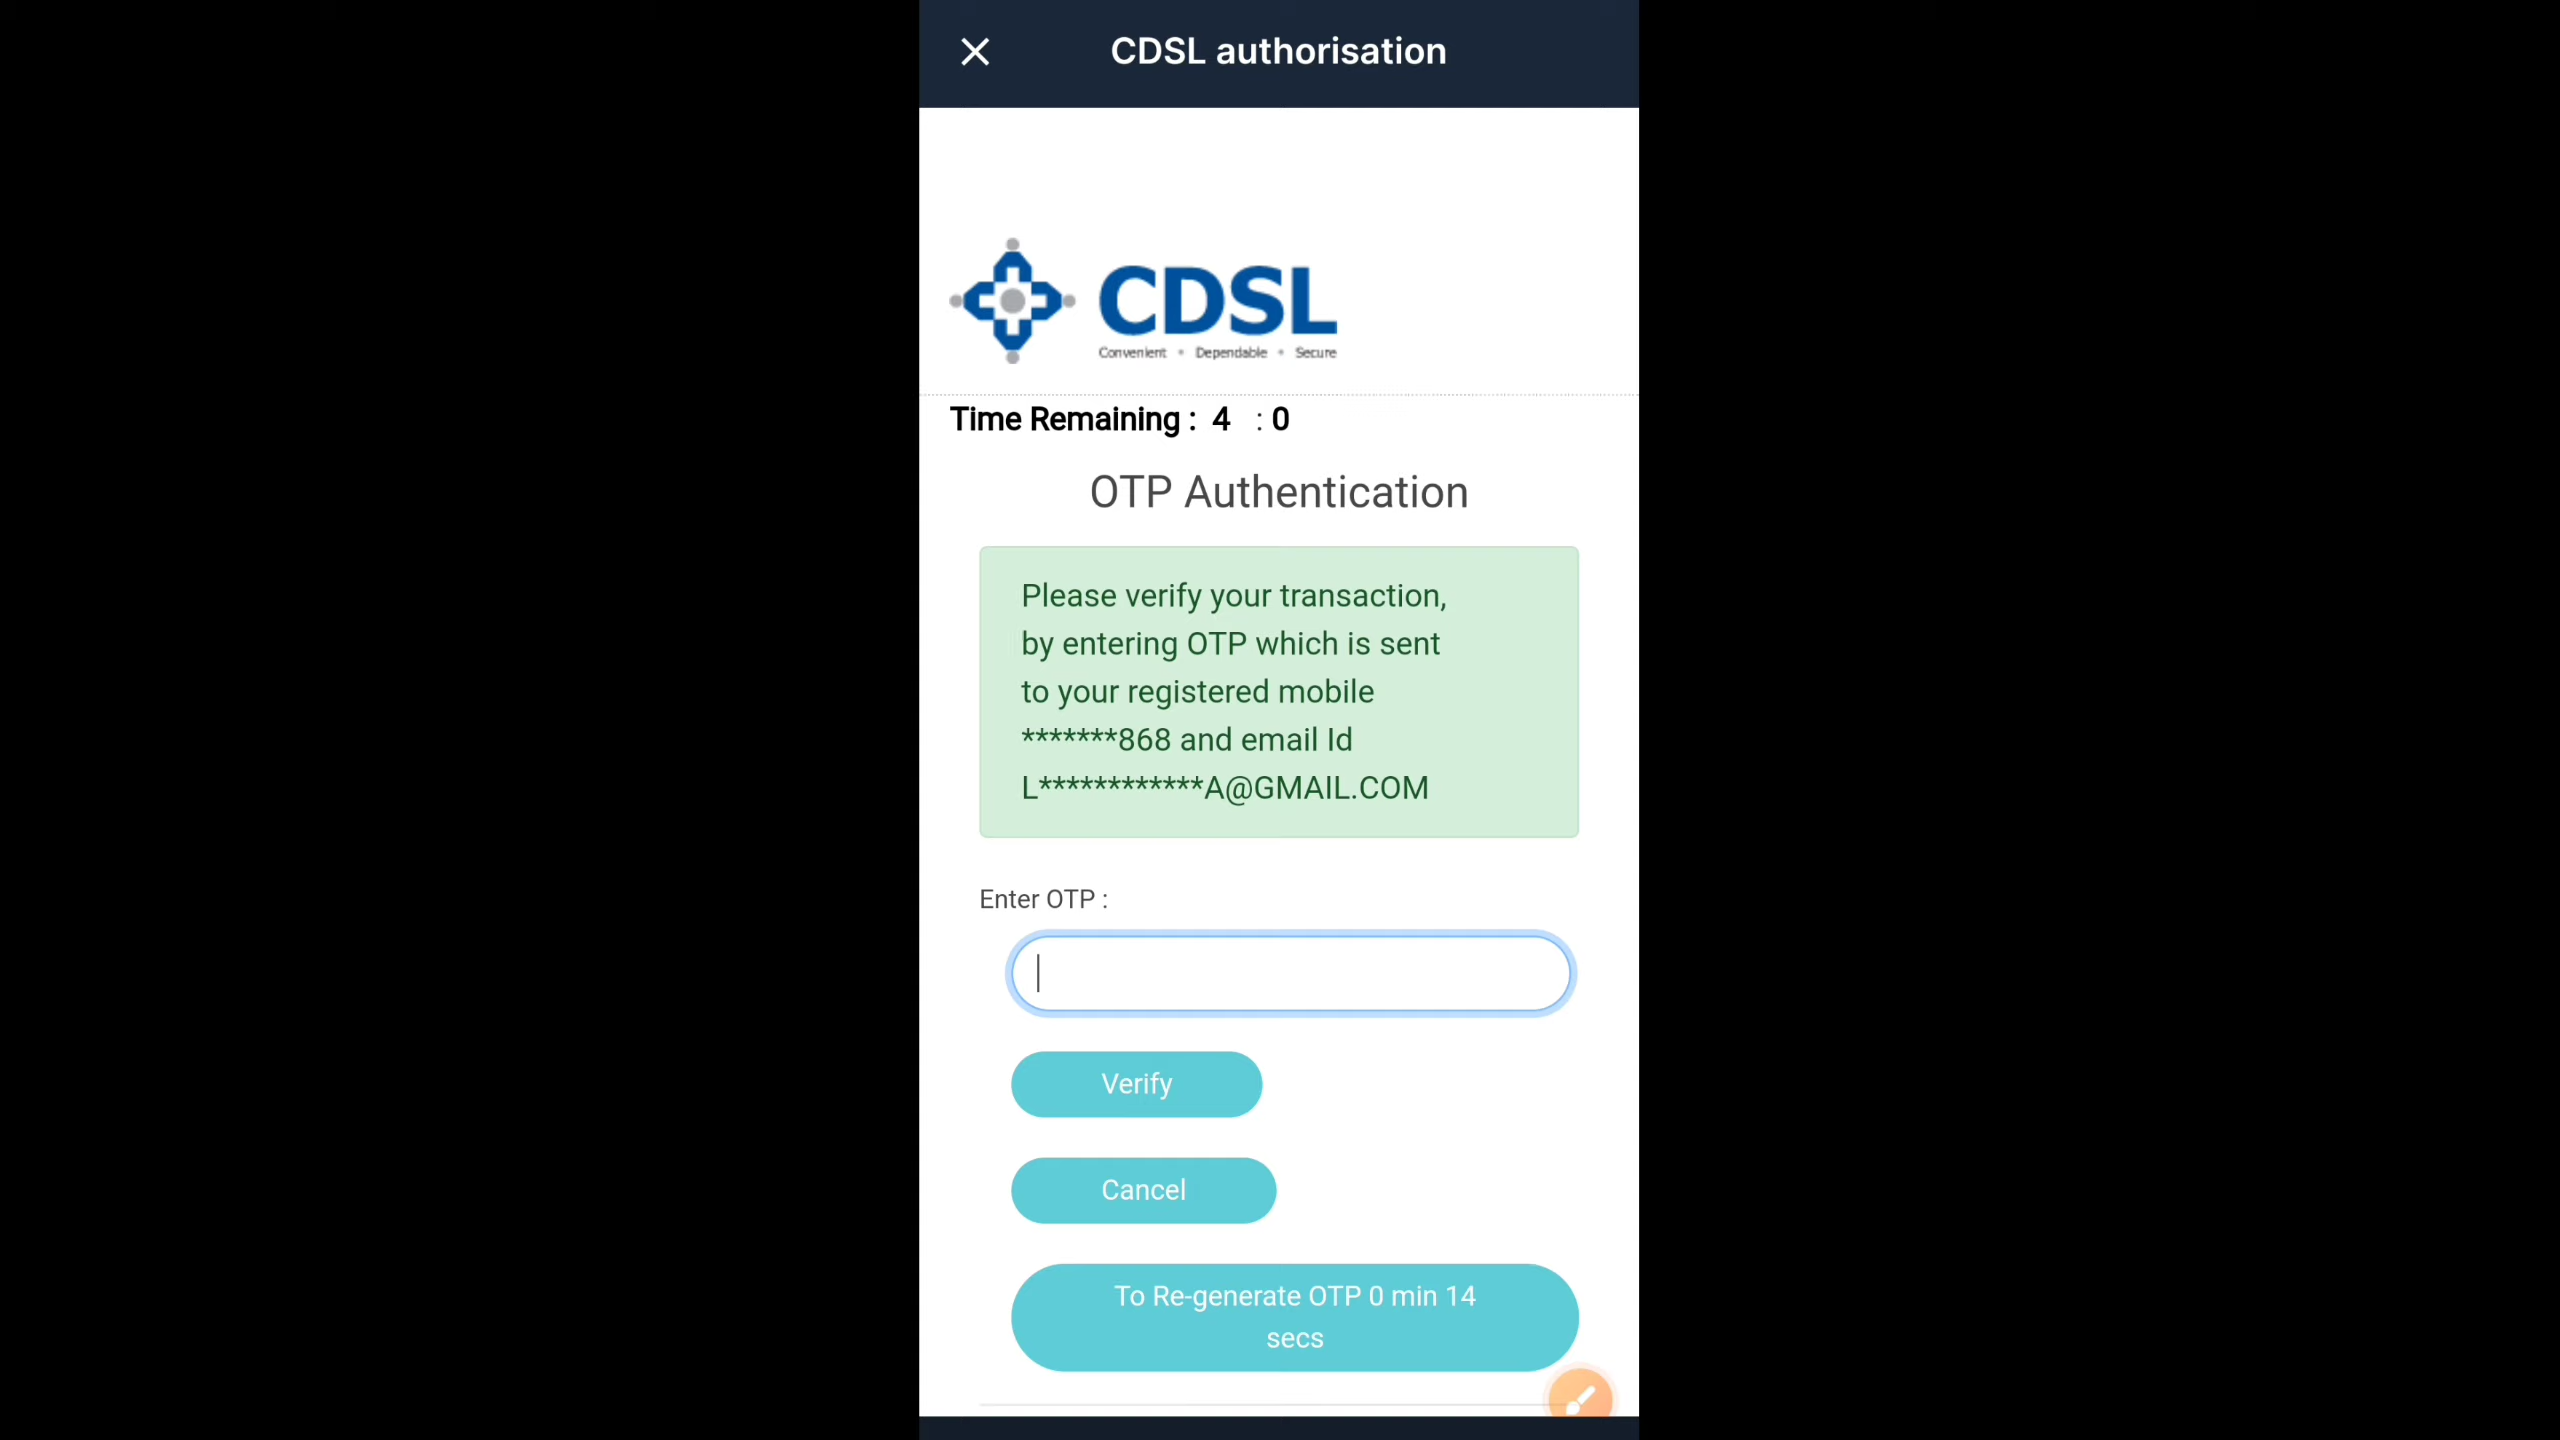 CDSL authorisation
CDSL
Convenient • Dependable • Secure
Time Remaining : 4 : 0
OTP Authentication
Please verify your transaction,
by entering OTP which is sent
to your registered mobile
*******868 and email Id
L************A@GMAIL.COM
Enter OTP :
Verify
Cancel
To Re-generate OTP 0 min 14
secs